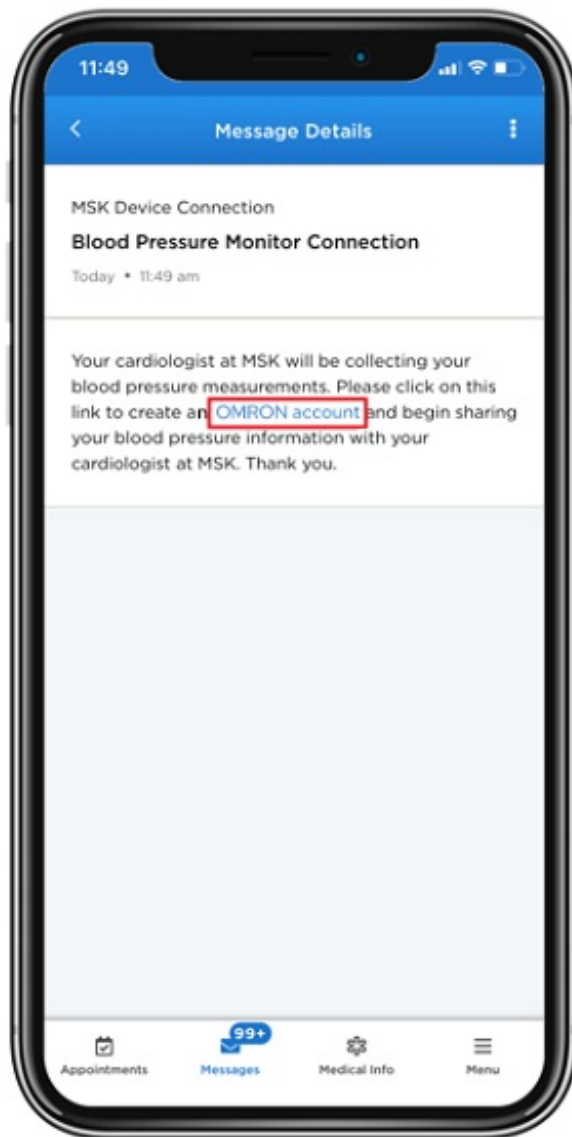 11:49
Message Details
MSK Device Connection
Blood Pressure Monitor Connection
Today • 11:49 am
Your cardiologist at MSK will be collecting your
blood pressure measurements. Please click on this
link to create an OMRON account and begin sharing
your blood pressure information with your
cardiologist at MSK. Thank you.
99+
Appointments Messages Medical Info Menu